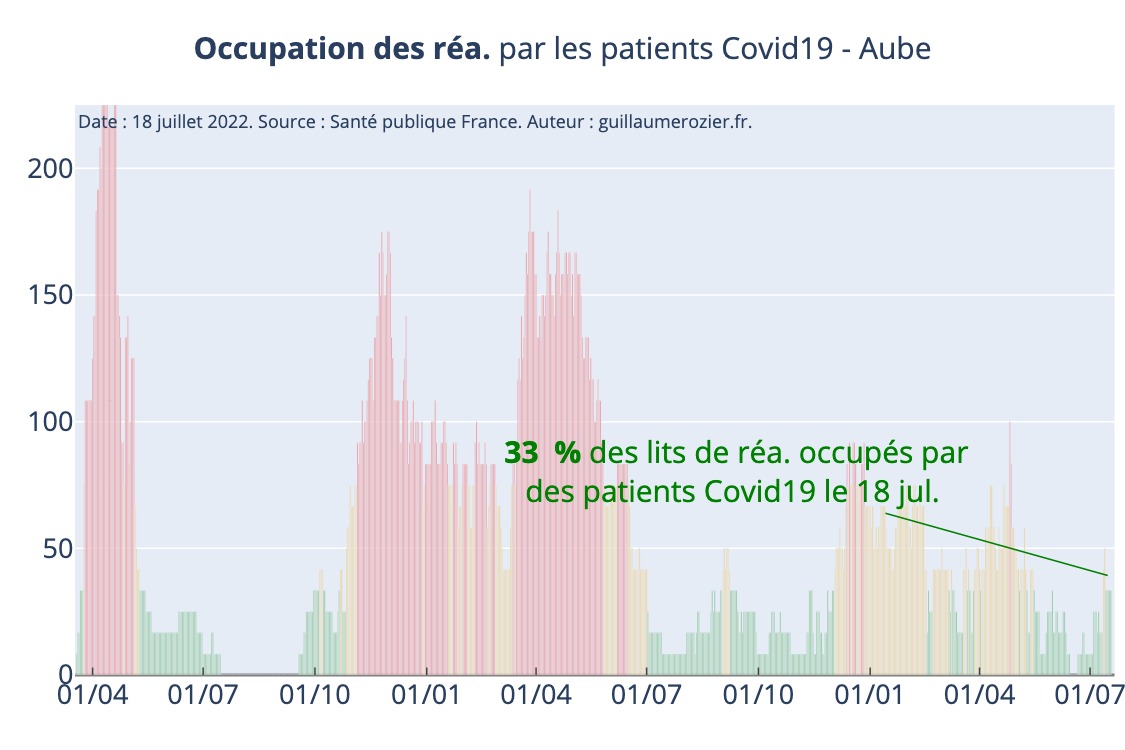 Occupation des réa. par les patients Covid19 - Aube
Date : 18 juillet 2022. Source : Santé publique France. Auteur : guillaumerozier.fr.
200
150
100
33 % des lits de réa. occupés par
des patients Covid19 le 18 jul.
50
0
01/04 01/07 01/10 01/01 01/04 01/07 01/10 01/01 01/04 01/07